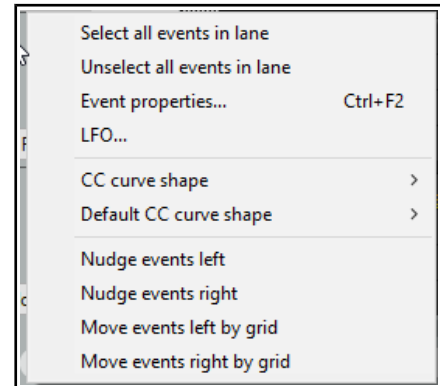 Select all events in lane
Unselect all events in lane
Event properties... Ctrl+F2
LFO...
CC curve shape >
Default CC curve shape >
Nudge events left
Nudge events right
Move events left by grid
Move events right by grid